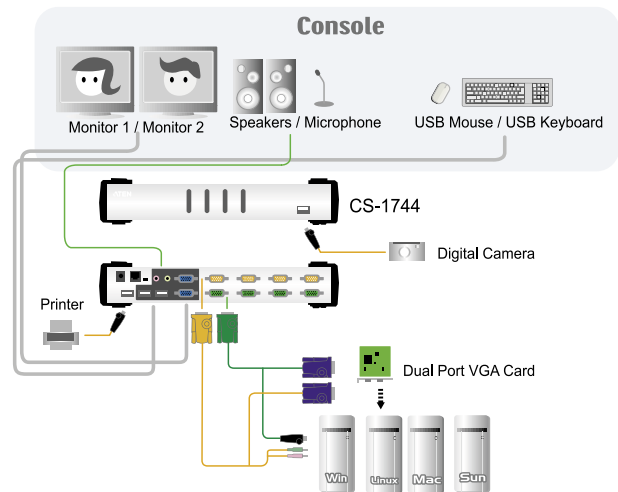 Console
Monitor 1 / Monitor 2
Speakers / Microphone
USB Mouse / USB Keyboard
CS-1744
Digital Camera
Printer
Dual Port VGA Card
Win
Linux
Mac
Sun